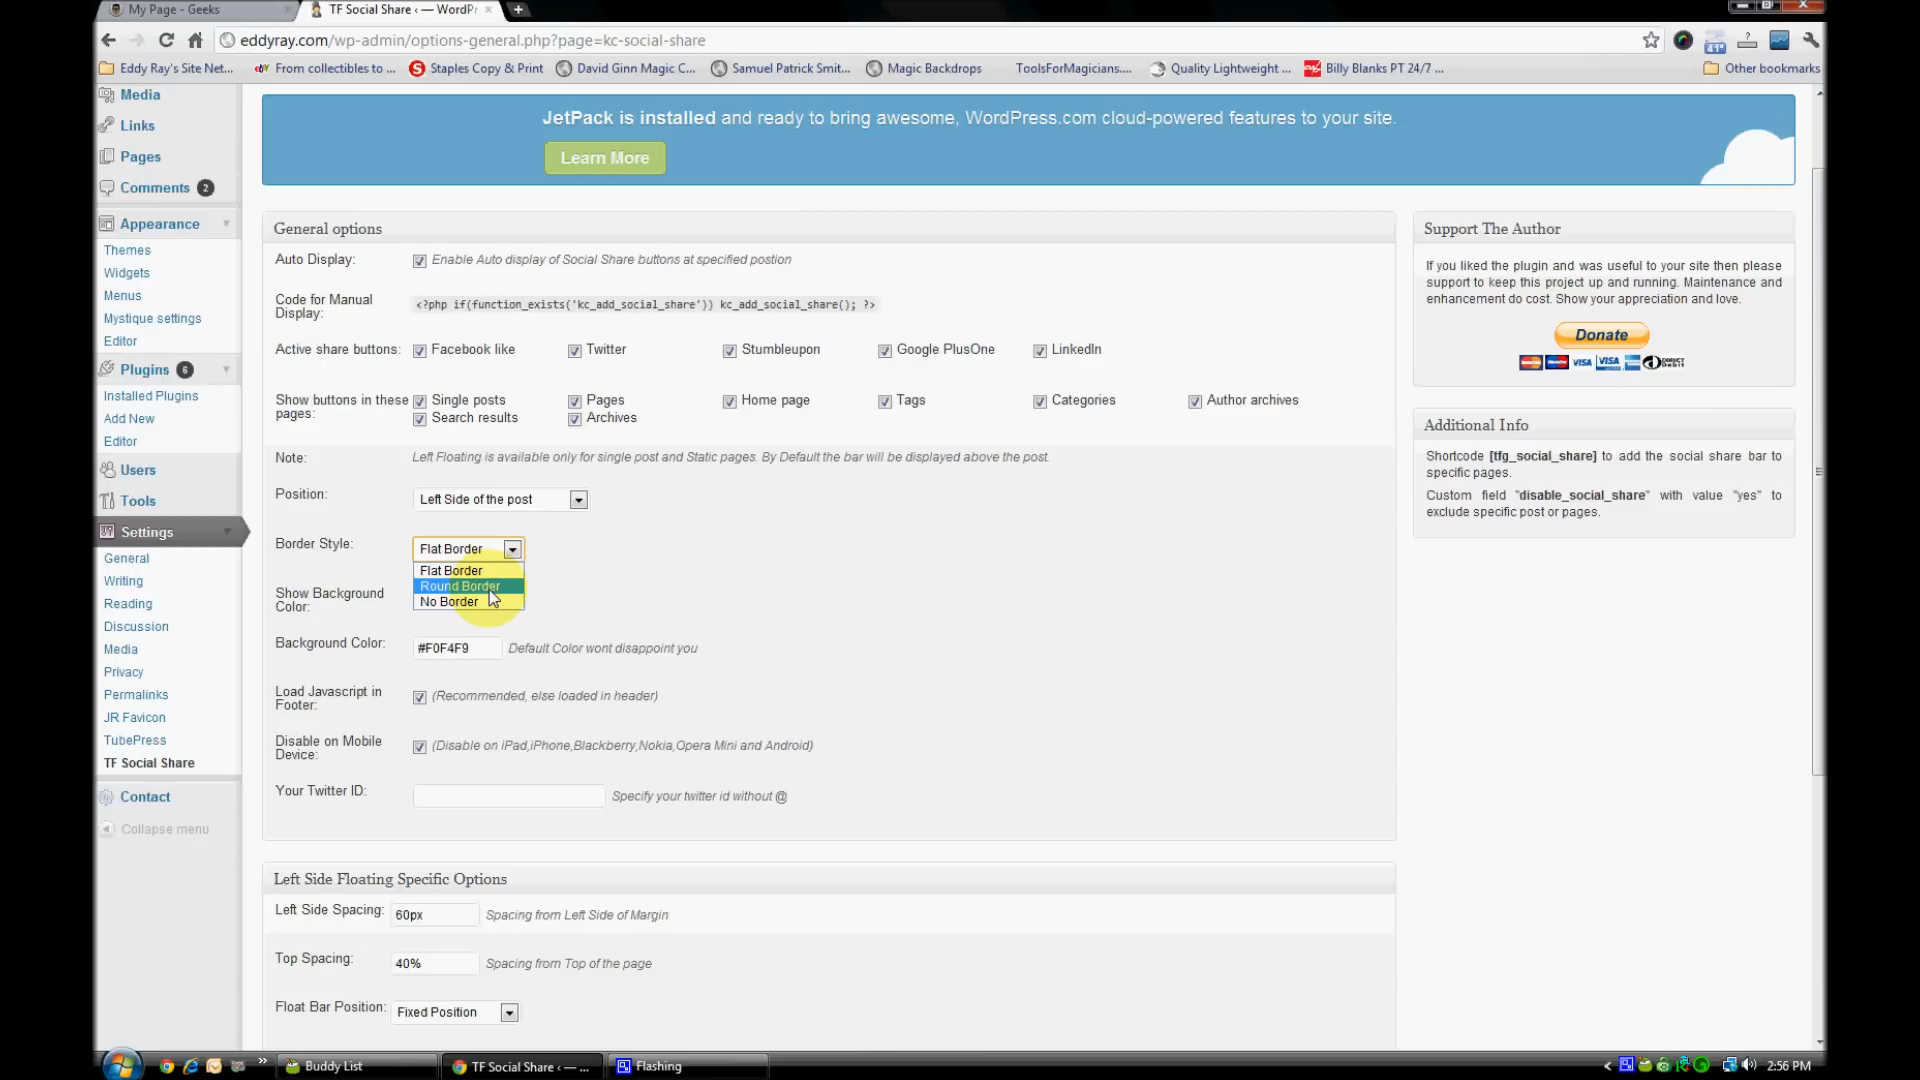 My Page - Geeks
TF Social Share ‹ — WordPr
eddyray.com/wp-admin/options-general.php?page=kc-social-share
41°
Eddy Ray's Site Net...
From collectibles to ...
Staples Copy & Print
David Ginn Magic C...
Samuel Patrick Smit...
Magic Backdrops
ToolsForMagicians....
Quality Lightweight ...
Billy Blanks PT 24/7 ...
Other bookmarks
Media
Links
Pages
Comments 2
Appearance
Themes
Widgets
Menus
Mystique settings
Editor
Plugins 6
Installed Plugins
Add New
Editor
Users
Tools
Settings
General
Writing
Reading
Discussion
Media
Privacy
Permalinks
JR Favicon
TubePress
TF Social Share
Contact
Collapse menu
JetPack is installed and ready to bring awesome, WordPress.com cloud-powered features to your site.
Learn More
General options
Auto Display: Enable Auto display of Social Share buttons at specified postion
Code for Manual
Display:
<?php if(function_exists('kc_add_social_share')) kc_add_social_share(); ?>
Active share buttons: Facebook like Twitter Stumbleupon Google PlusOne LinkedIn
Show buttons in these
pages:
Single posts Pages Home page Tags Categories Author archives
Search results Archives
Note: Left Floating is available only for single post and Static pages. By Default the bar will be displayed above the post.
Position: Left Side of the post
Border Style: Flat Border
Flat Border
Round Border
No Border
Show Background
Color:
Background Color: #F0F4F9 Default Color wont disappoint you
Load Javascript in
Footer:
(Recommended, else loaded in header)
Disable on Mobile
Device:
(Disable on iPad,iPhone,Blackberry,Nokia,Opera Mini and Android)
Your Twitter ID: Specify your twitter id without @
Left Side Floating Specific Options
Left Side Spacing: 60px Spacing from Left Side of Margin
Top Spacing: 40% Spacing from Top of the page
Float Bar Position: Fixed Position
Support The Author
If you liked the plugin and was useful to your site then please
support to keep this project up and running. Maintenance and
enhancement do cost. Show your appreciation and love.
Donate
VISA VISA DIRECT Debit
Additional Info
Shortcode [tfg_social_share] to add the social share bar to
specific pages.
Custom field "disable_social_share" with value "yes" to
exclude specific post or pages.
Buddy List
TF Social Share ‹ — ...
Flashing
2:56 PM